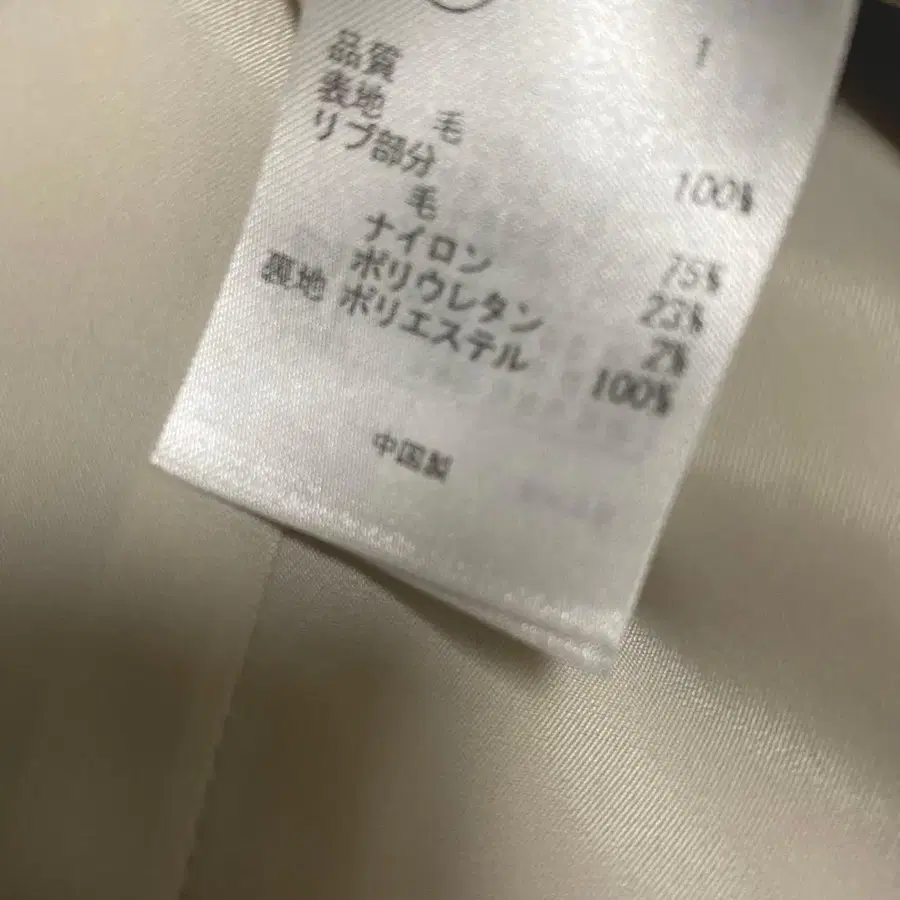 1
品質
表地 毛 100%
リブ部分
毛 75%
ナイロン 23%
ポリウレタン 2%
裏地 ポリエステル 100%
中国製